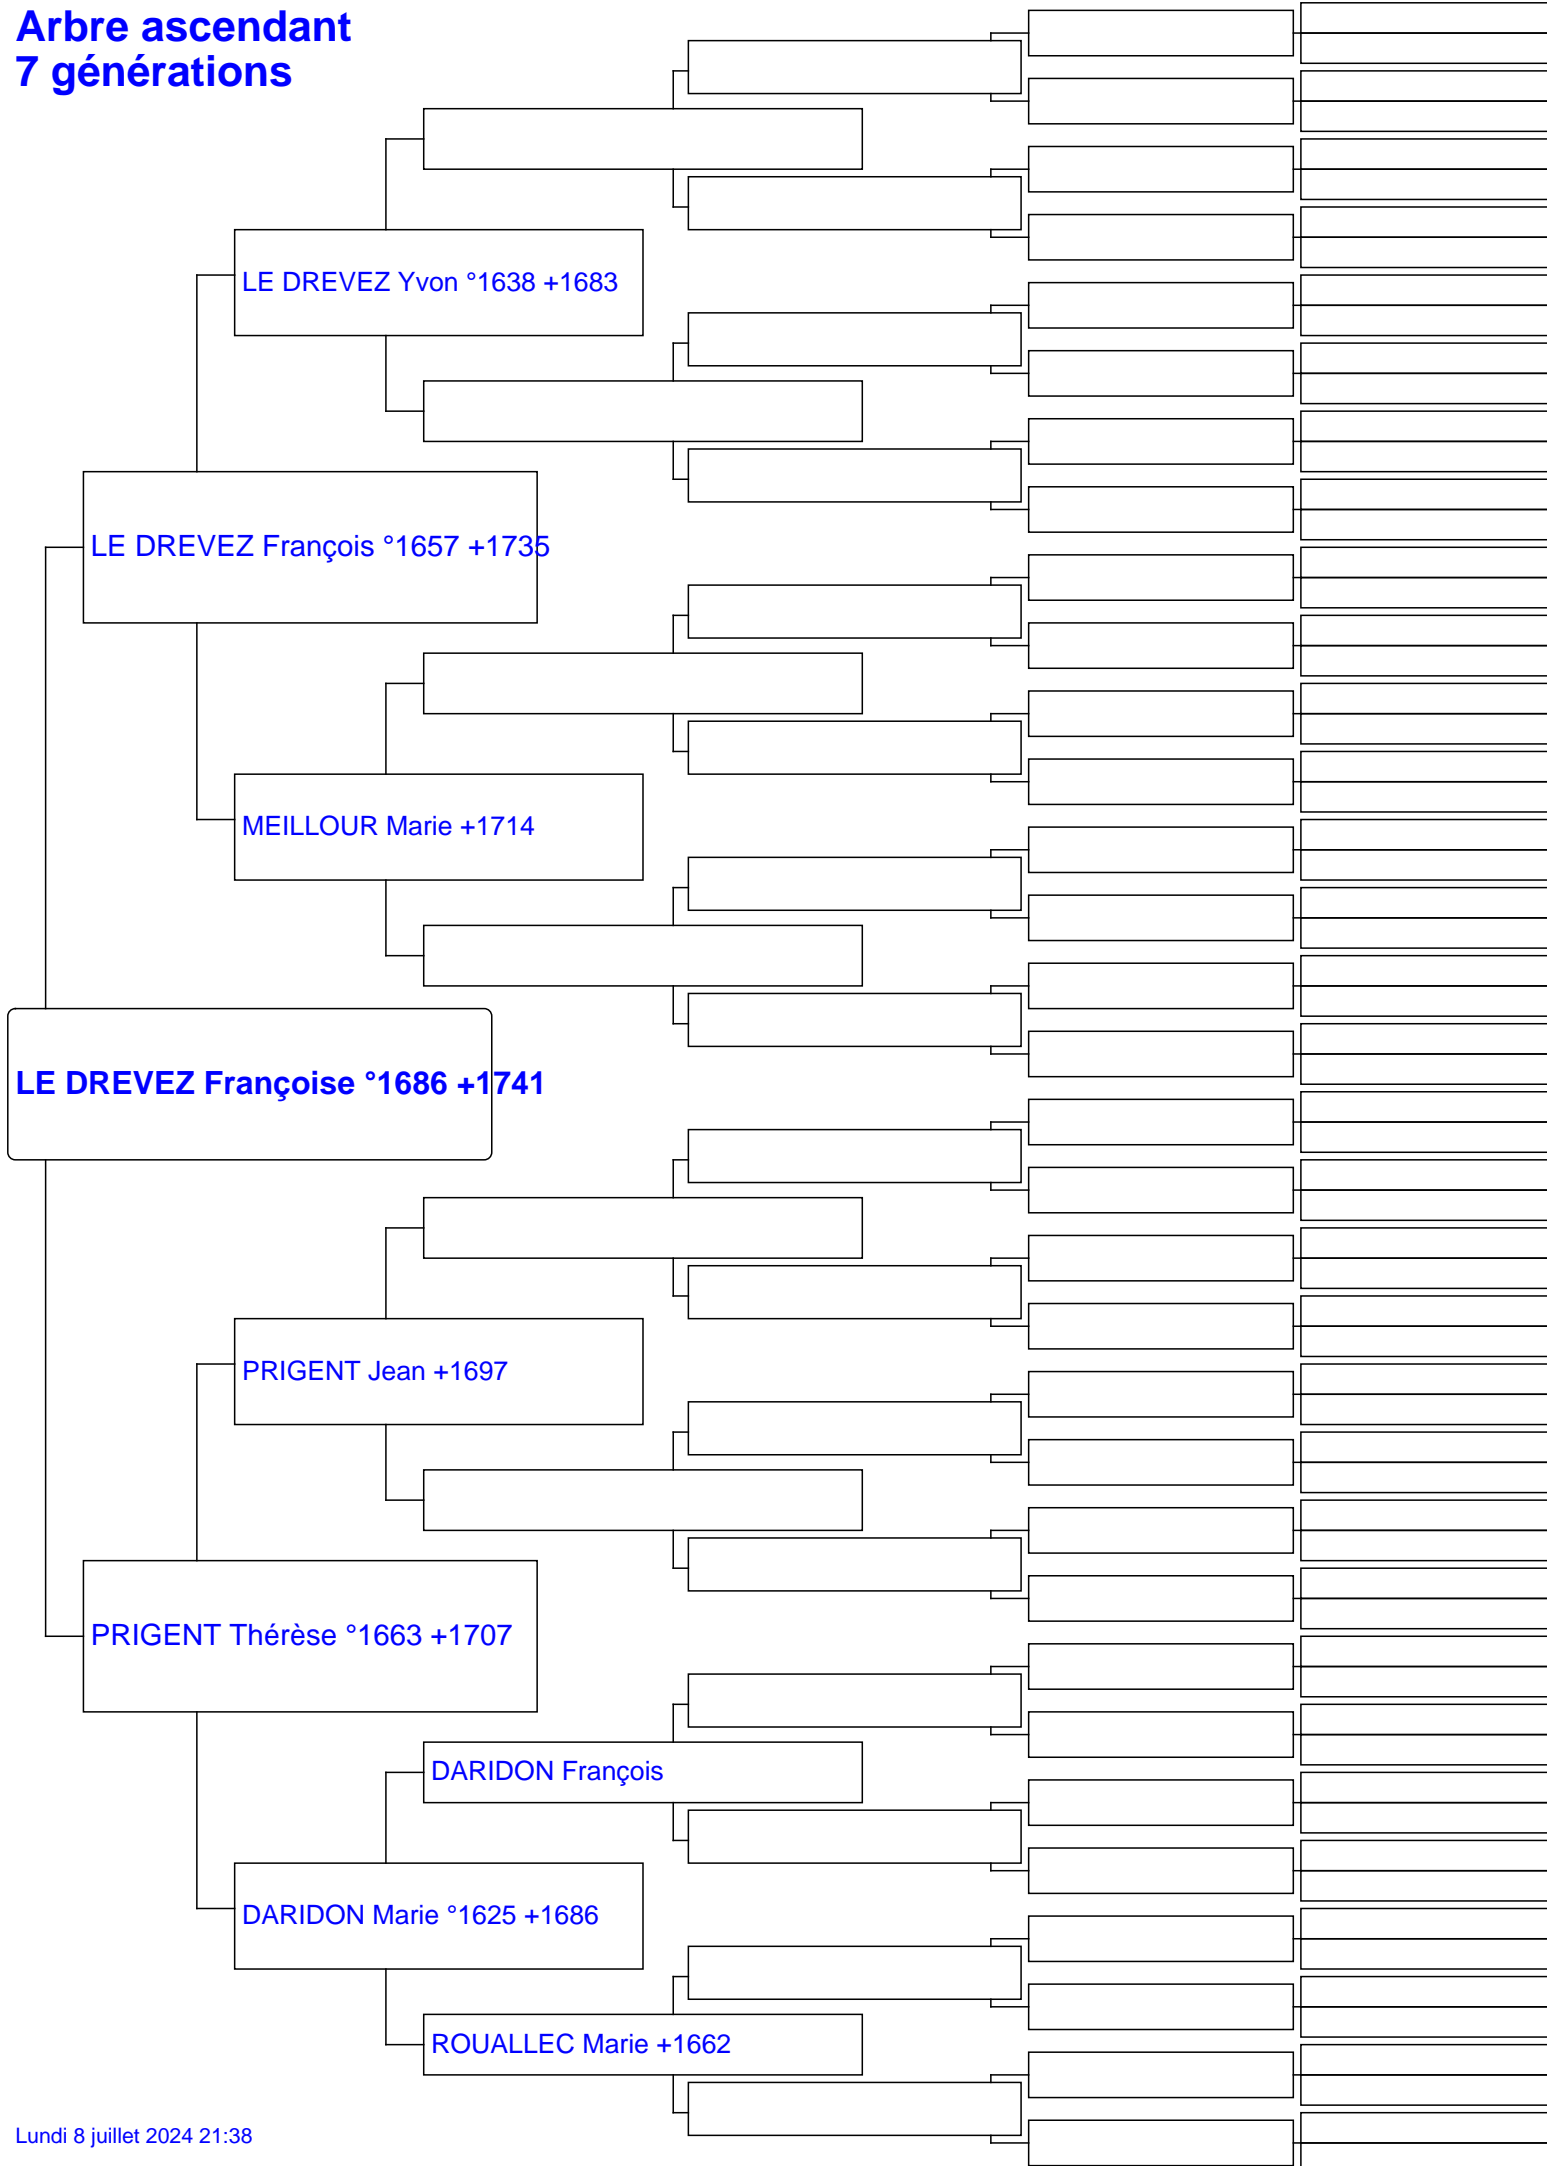 Arbre ascendant
7 générations
LE DREVEZ Yvon °1638 +1683
LE DREVEZ François °1657 +1735
MEILLOUR Marie +1714
LE DREVEZ Françoise °1686 +1741
PRIGENT Jean +1697
PRIGENT Thérèse °1663 +1707
DARIDON François
DARIDON Marie °1625 +1686
ROUALLEC Marie +1662
Lundi 8 juillet 2024 21:38